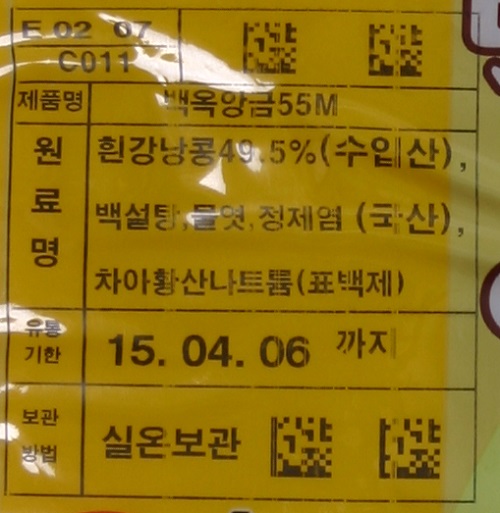 E 02 07
C011
제품명 백옥앙금55M
원료명 흰강낭콩49.5%(수입산),
백설탕,물엿,정제염 (국산),
차아황산나트륨(표백제)
유통기한 15. 04. 06 까지
보관방법 실온보관